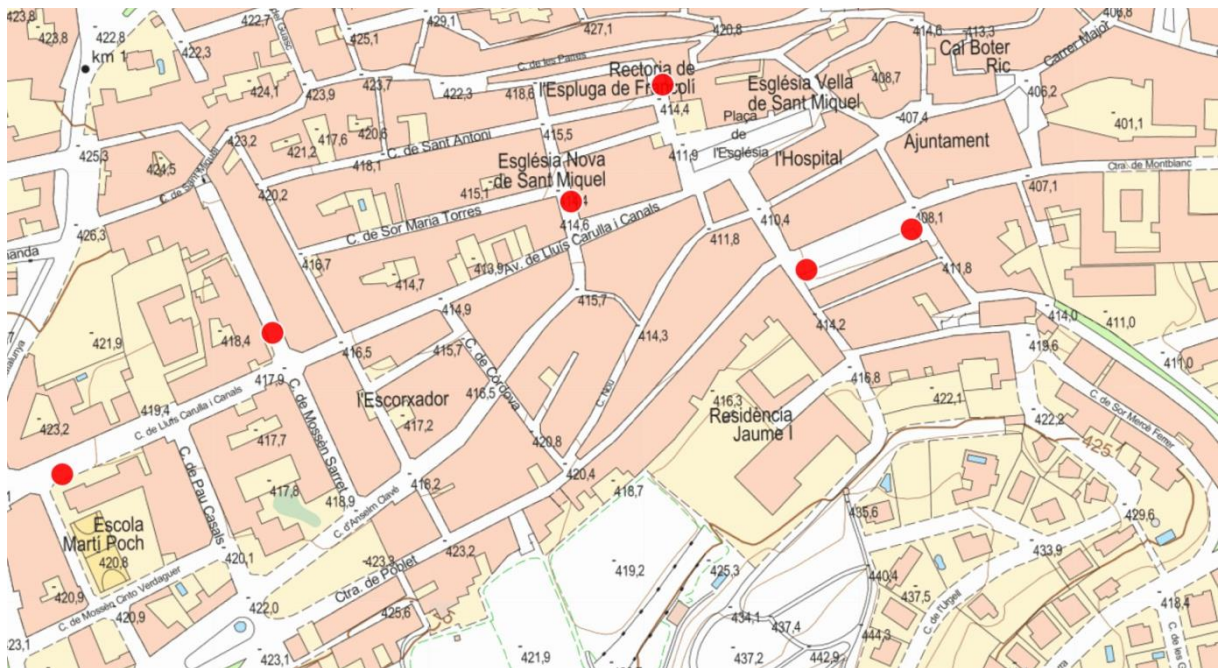 423,8
422,8
km 1
422,3
422,7
425,1
429,1
427,1
420,8
414,6
413,3
406,8
Cal Boter
Ric
Carrer Major
C. de les Parres
Rectoria de
l'Espluga de Francolí
Església Vella
de Sant Miquel
408,7
424,1
423,9
423,7
422,3
418,6
414,4
406,2
401,1
425,3
424,5
423,2
421,2
417,6
420,6
418,1
C. de Sant Antoni
415,5
411,9
Plaça
de
l'Església
l'Hospital
407,4
Ajuntament
Ctra. de Montblanc
C. de Sant Miquel
420,2
415,1
Església Nova
de Sant Miquel
407,1
426,3
C. de Sor Maria Torres
414,6
Av. de Lluís Carulla i Canals
410,4
408,1
411,8
416,7
414,7
413,9
411,8
415,7
414,9
414,3
414,2
414,0
411,0
411,0
421,9
418,4
416,5
415,7
C. de Còrdova
C. Nou
419,6
416,8
417,9
C. de Mossèn Sarret
l'Escorxador
416,5
416,3
Residència
Jaume I
422,1
422,2
C. de Sor Mercè Ferrer
425
419,4
C. de Lluís Carulla i Canals
423,2
417,7
417,2
420,8
420,4
C. de Pau Casals
417,8
418,9
418,2
418,7
435,6
429,6
Escola
Martí Poch
420,8
C. d'Anselm Clavé
420,1
423,3
423,2
419,2
425,3
433,9
440,4
420,9
C. de Mossèn Cinto Verdaguer
420,9
422,0
Ctra. de Poblet
425,6
434,1
437,4
437,5
C. de l'Urgell
418,4
423,1
423,1
421,9
437,2
442,9
444,3
C. de les